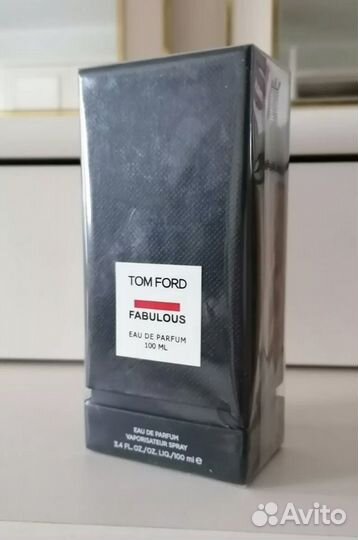 TOM FORD
FABULOUS
EAU DE PARFUM
100 ML
EAU DE PARFUM
VAPORISATEUR SPRAY
3.4 FL.OZ./OZ. LIQ./100 ml e
Avito